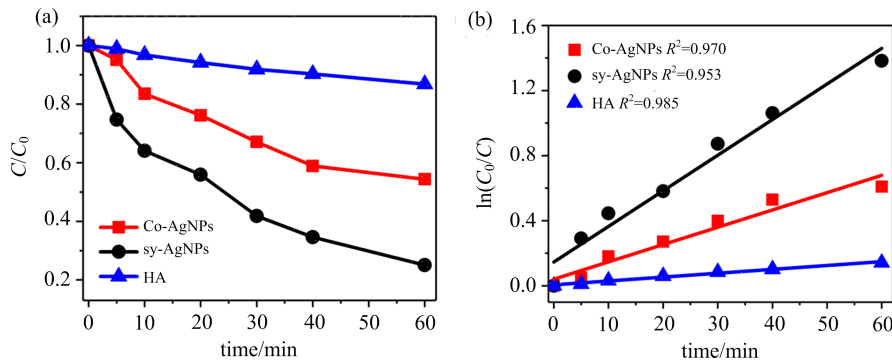 (a)
1.0
0.8
0.6
0.4
0.2
C/C0
Co-AgNPs
sy-AgNPs
HA
0 10 20 30 40 50 60
time/min
(b)
1.6
1.2
0.8
0.4
0.0
ln(C0/C)
Co-AgNPs R²=0.970
sy-AgNPs R²=0.953
HA R²=0.985
0 10 20 30 40 50 60
time/min